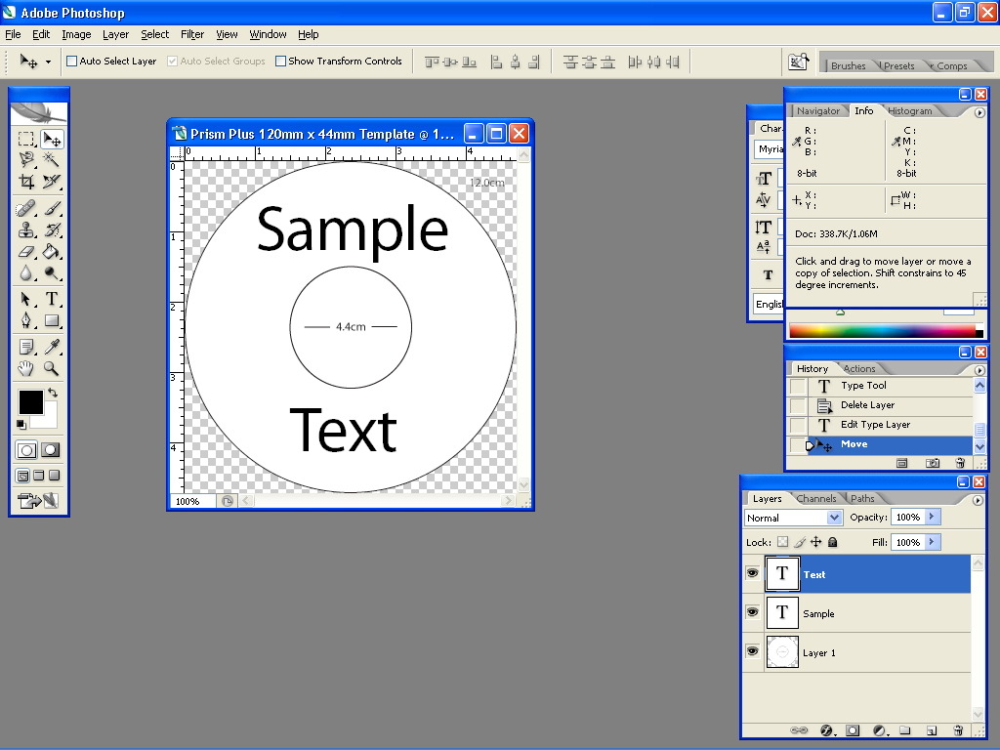 Adobe Photoshop
File Edit Image Layer Select Filter View Window Help
Auto Select Layer Auto Select Groups Show Transform Controls
Brushes Presets Comps
Prism Plus 120mm x 44mm Template @ 1...
0 1 2 3 4
0
1
2
3
4
12.0cm
Sample
4.4cm
Text
100%
Navigator Info Histogram
R: C:
G: M:
B: Y:
K:
8-bit 8-bit
X: W:
Y: H:
Doc: 338.7K/1.06M
Click and drag to move layer or move a
copy of selection. Shift constrains to 45
degree increments.
Char
Myria
T
English
History Actions
Type Tool
Delete Layer
Edit Type Layer
Move
Layers Channels Paths
Normal Opacity: 100%
Lock: Fill: 100%
T Text
T Sample
Layer 1